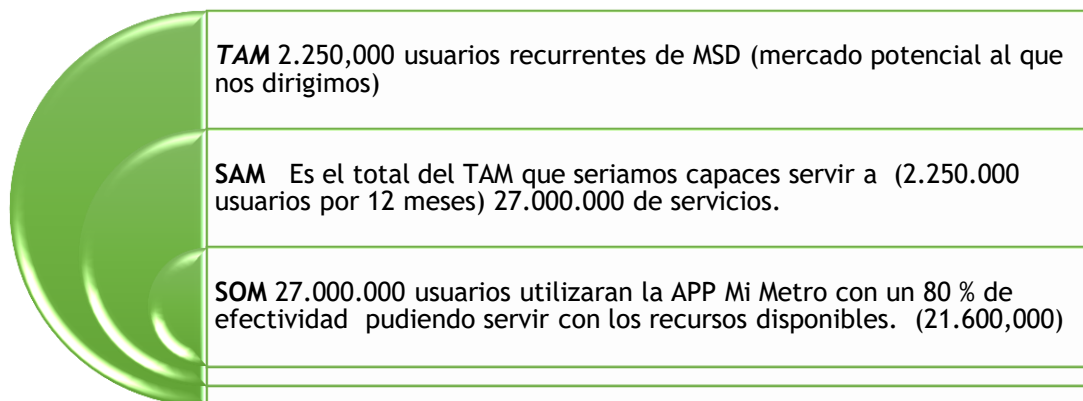 TAM 2.250,000 usuarios recurrentes de MSD (mercado potencial al que
nos dirigimos)
SAM Es el total del TAM que seriamos capaces servir a (2.250.000
usuarios por 12 meses) 27.000.000 de servicios.
SOM 27.000.000 usuarios utilizaran la APP Mi Metro con un 80 % de
efectividad pudiendo servir con los recursos disponibles. (21.600,000)